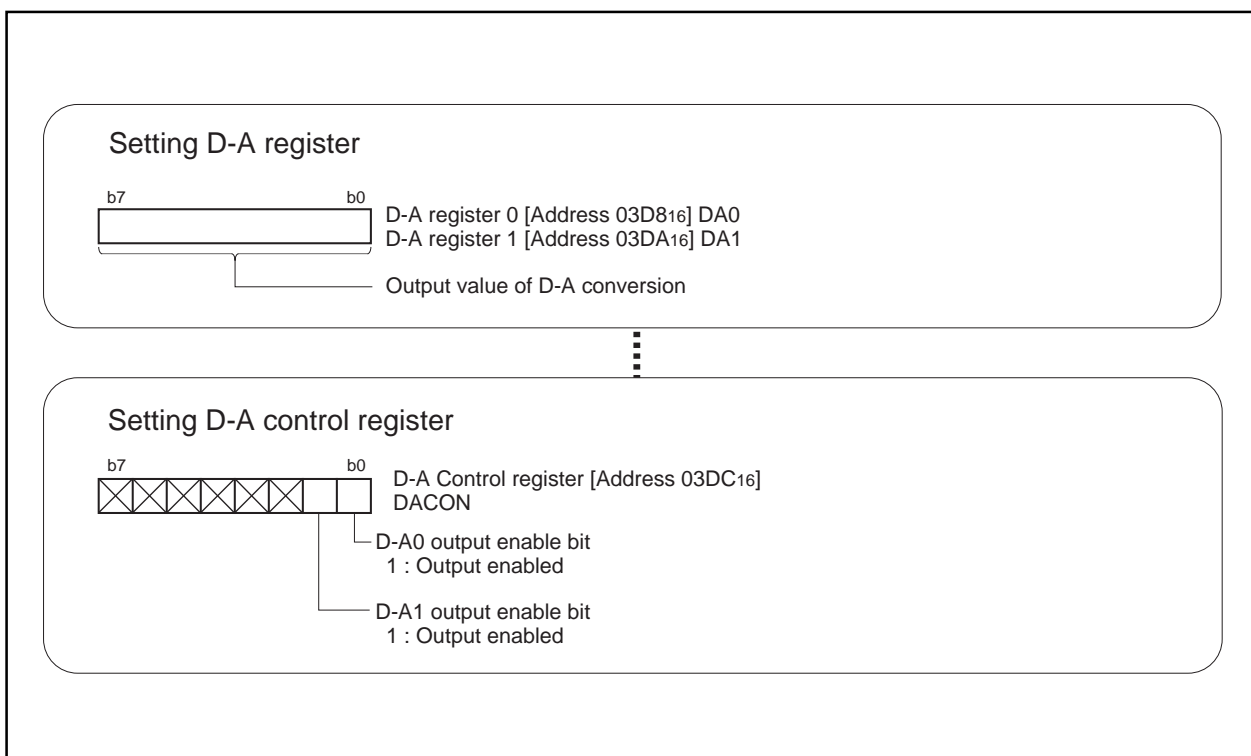 Setting D-A register
b7 b0
D-A register 0 [Address 03D816] DA0
D-A register 1 [Address 03DA16] DA1
Output value of D-A conversion
Setting D-A control register
b7 b0
D-A Control register [Address 03DC16]
DACON
D-A0 output enable bit
1 : Output enabled
D-A1 output enable bit
1 : Output enabled